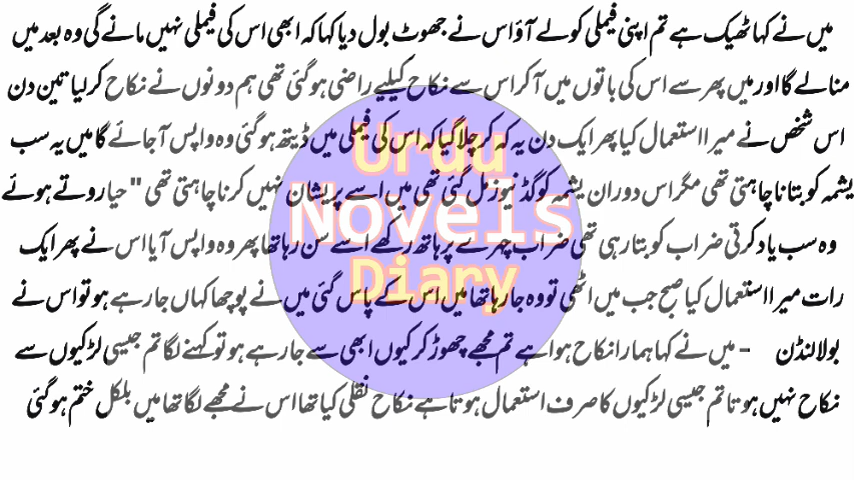 میں نے کہا ٹھیک ہے تم اپنی فیملی کو لے آؤ اس نے جھوٹ بول دیا کہا کہ ابھی اس کی فیملی نہیں مانے گی وہ بعد میں
منالے گا اور میں پھر سے اس کی باتوں میں آکر اس سے نکاح کیلیے راضی ہو گئی تھی ہم دونوں نے نکاح کر لیا تین دن
اس شخص نے میرا استعمال کیا پھر ایک دن یہ کہ کر چلا گیا کہ اس کی فیملی میں ڈیتھ ہو گئی وہ واپس آجائے گا میں یہ سب
یشمہ کو بتانا چاہتی تھی مگر اس دوران یشمہ کو گڈ نیوز مل گئی تھی میں اسے پریشان نہیں کرنا چاہتی تھی " حیا روتے ہوئے
وہ سب یاد کرتی ضراب کو بتا رہی تھی ضراب چہرے پر ہاتھ رکھے اسے سن رہا تھا پھر وہ واپس آیا اس نے پھر ایک
رات میرا استعمال کیا صبح جب میں اٹھی تو وہ جا رہا تھا میں اس کے پاس گئی میں نے پوچھا کہاں جا رہے ہو تو اس نے
بولا لنڈن - میں نے کہا ہمارا نکاح ہوا ہے تم مجھے چھوڑ کر کیوں ابھی سے جا رہے ہو تو کہنے لگا تم جیسی لڑکیوں سے
نکاح نہیں ہوتا تم جیسی لڑکیوں کا صرف استعمال ہوتا ہے نکاح نقلی کیا تھا اس نے مجھے لگا تھا میں بلکل ختم ہو گئی
Urdu
Novels
Diary